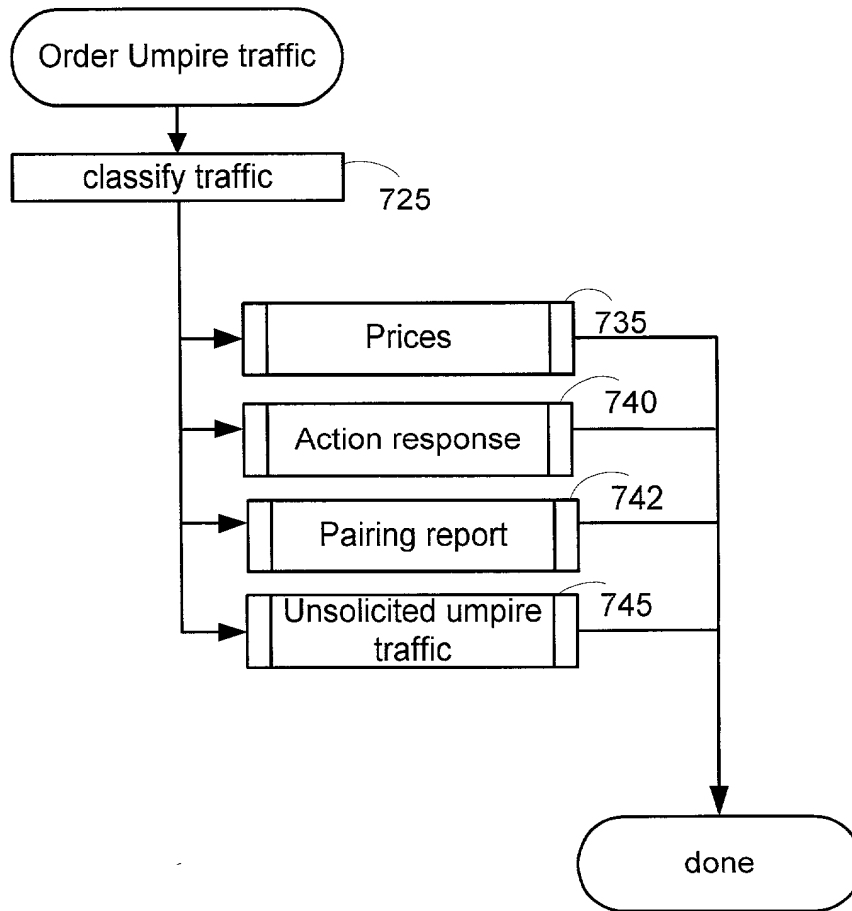 Order Umpire traffic
classify traffic
725
Prices
735
Action response
740
Pairing report
742
Unsolicited umpire
traffic
745
done